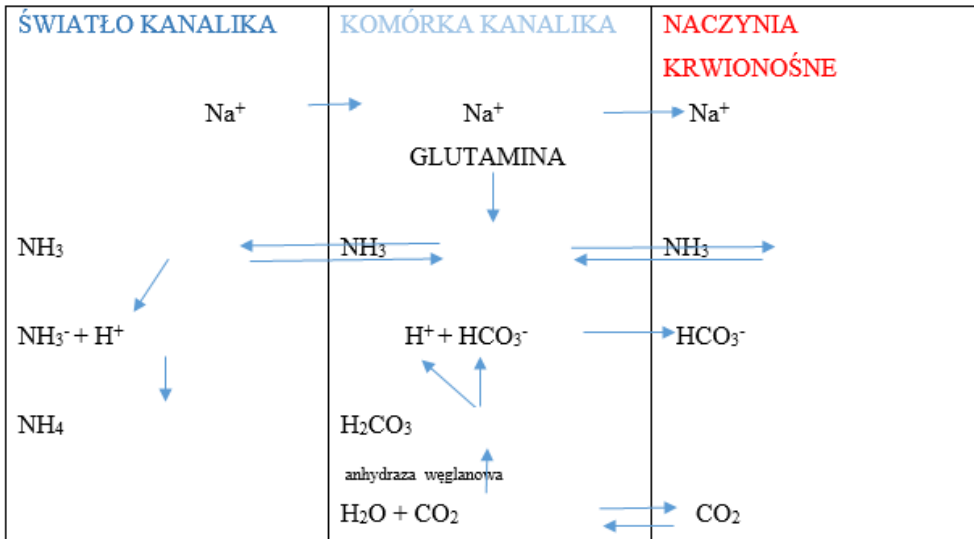 ŚWIATŁO KANALIKA KOMÓRKA KANALIKA NACZYNIA
KRWIONOŚNE
Na⁺ Na⁺ Na⁺
GLUTAMINA
NH₃ NH₃ NH₃
NH₃⁻ + H⁺ H⁺ + HCO₃⁻ HCO₃⁻
NH₄ H₂CO₃
anhydraza węglanowa
H₂O + CO₂ CO₂